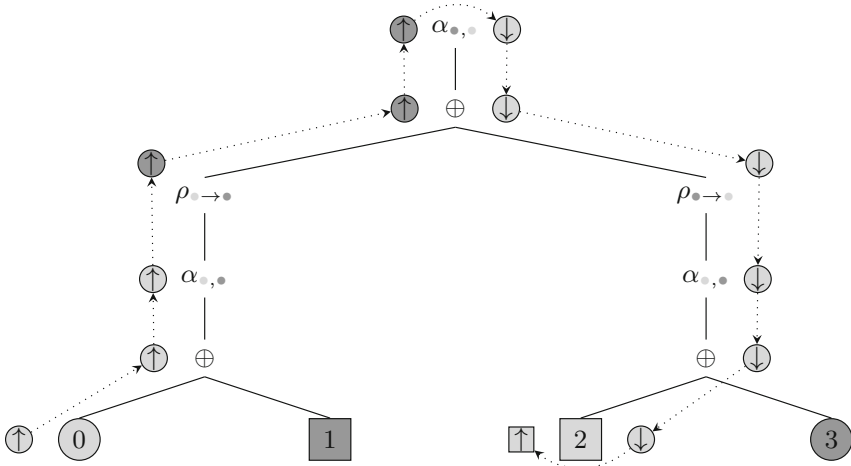 ↑ α●,● ↓
↑ ⊕ ↓
↑ ↓
ρ●→● ρ●→●
↑ α●,● α●,● ↓
↑ ⊕ ⊕ ↓
↑ 0 1 ↑ 2 ↓ 3